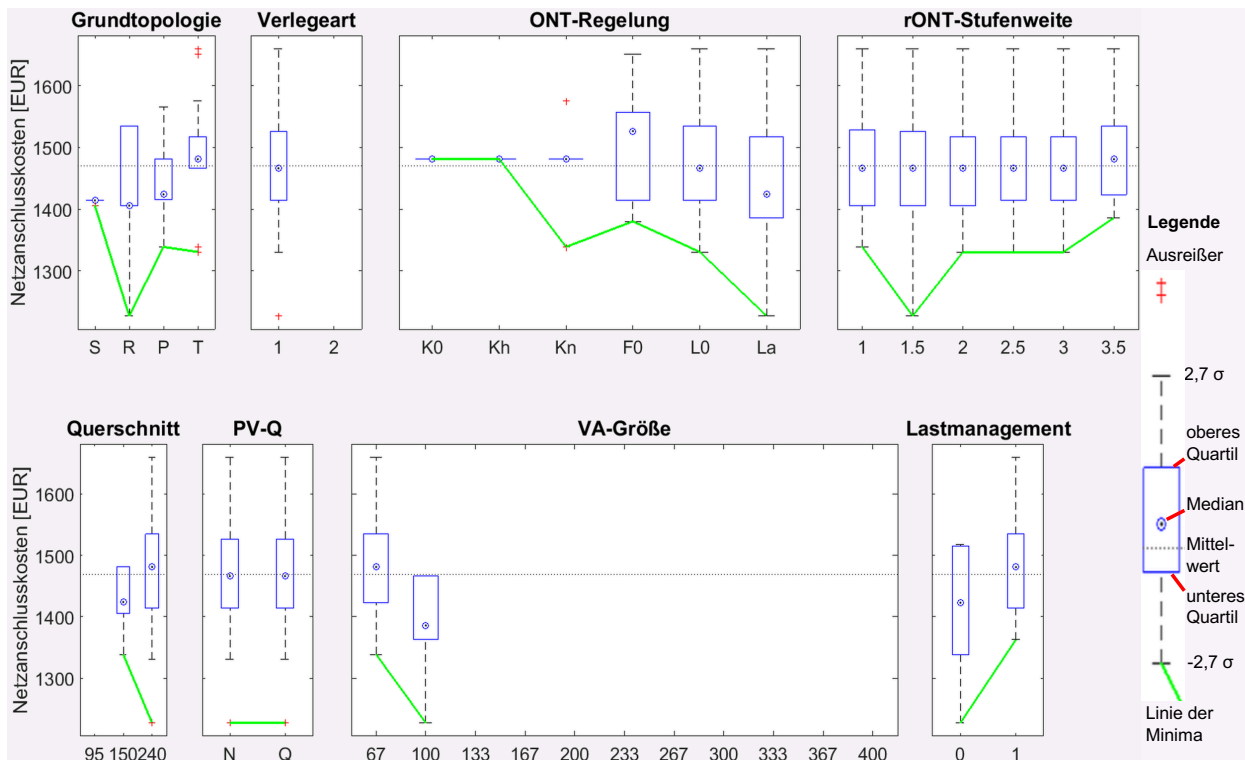 Grundtopologie
Verlegeart
ONT-Regelung
rONT-Stufenweite
Netzanschlusskosten [EUR]
1600
1500
1400
1300
S R P T
1 2
K0 Kh Kn F0 L0 La
1 1.5 2 2.5 3 3.5
Querschnitt
PV-Q
VA-Größe
Lastmanagement
Netzanschlusskosten [EUR]
1600
1500
1400
1300
95 150 240
N Q
67 100 133 167 200 233 267 300 333 367 400
0 1
Legende
Ausreißer
2,7 σ
oberes
Quartil
Median
Mittel-
wert
unteres
Quartil
-2,7 σ
Linie der
Minima